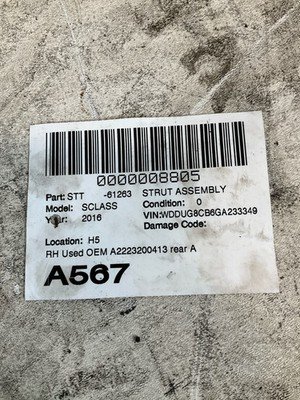 0000008805
Part: STT -61263 STRUT ASSEMBLY
Model: SCLASS Condition: 0
Year: 2016 VIN:WDDUG8CB6GA233349
Damage Code:
Location: H5
RH Used OEM A2223200413 rear A
A567